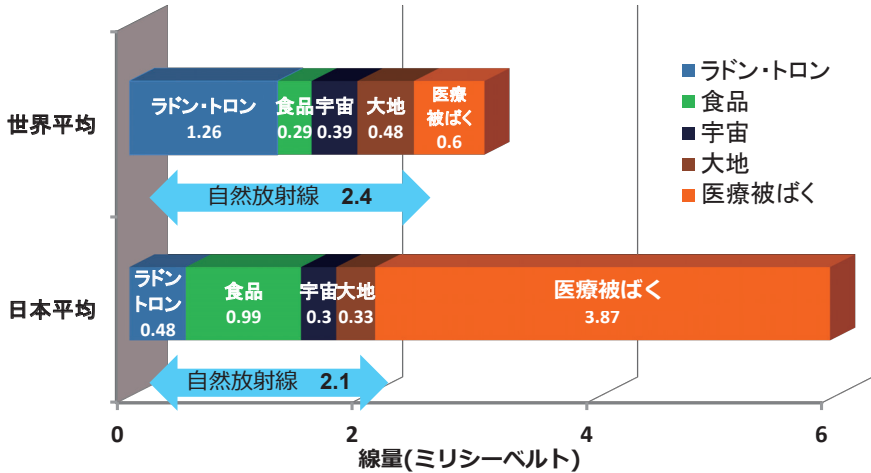 世界平均
ラドン・トロン
1.26
食品
0.29
宇宙
0.39
大地
0.48
医療
被ばく
0.6
自然放射線 2.4
ラドン・トロン
食品
宇宙
大地
医療被ばく
日本平均
ラドン
トロン
0.48
食品
0.99
宇宙
0.3
大地
0.33
医療被ばく
3.87
自然放射線 2.1
0 2 4 6
線量(ミリシーベルト)